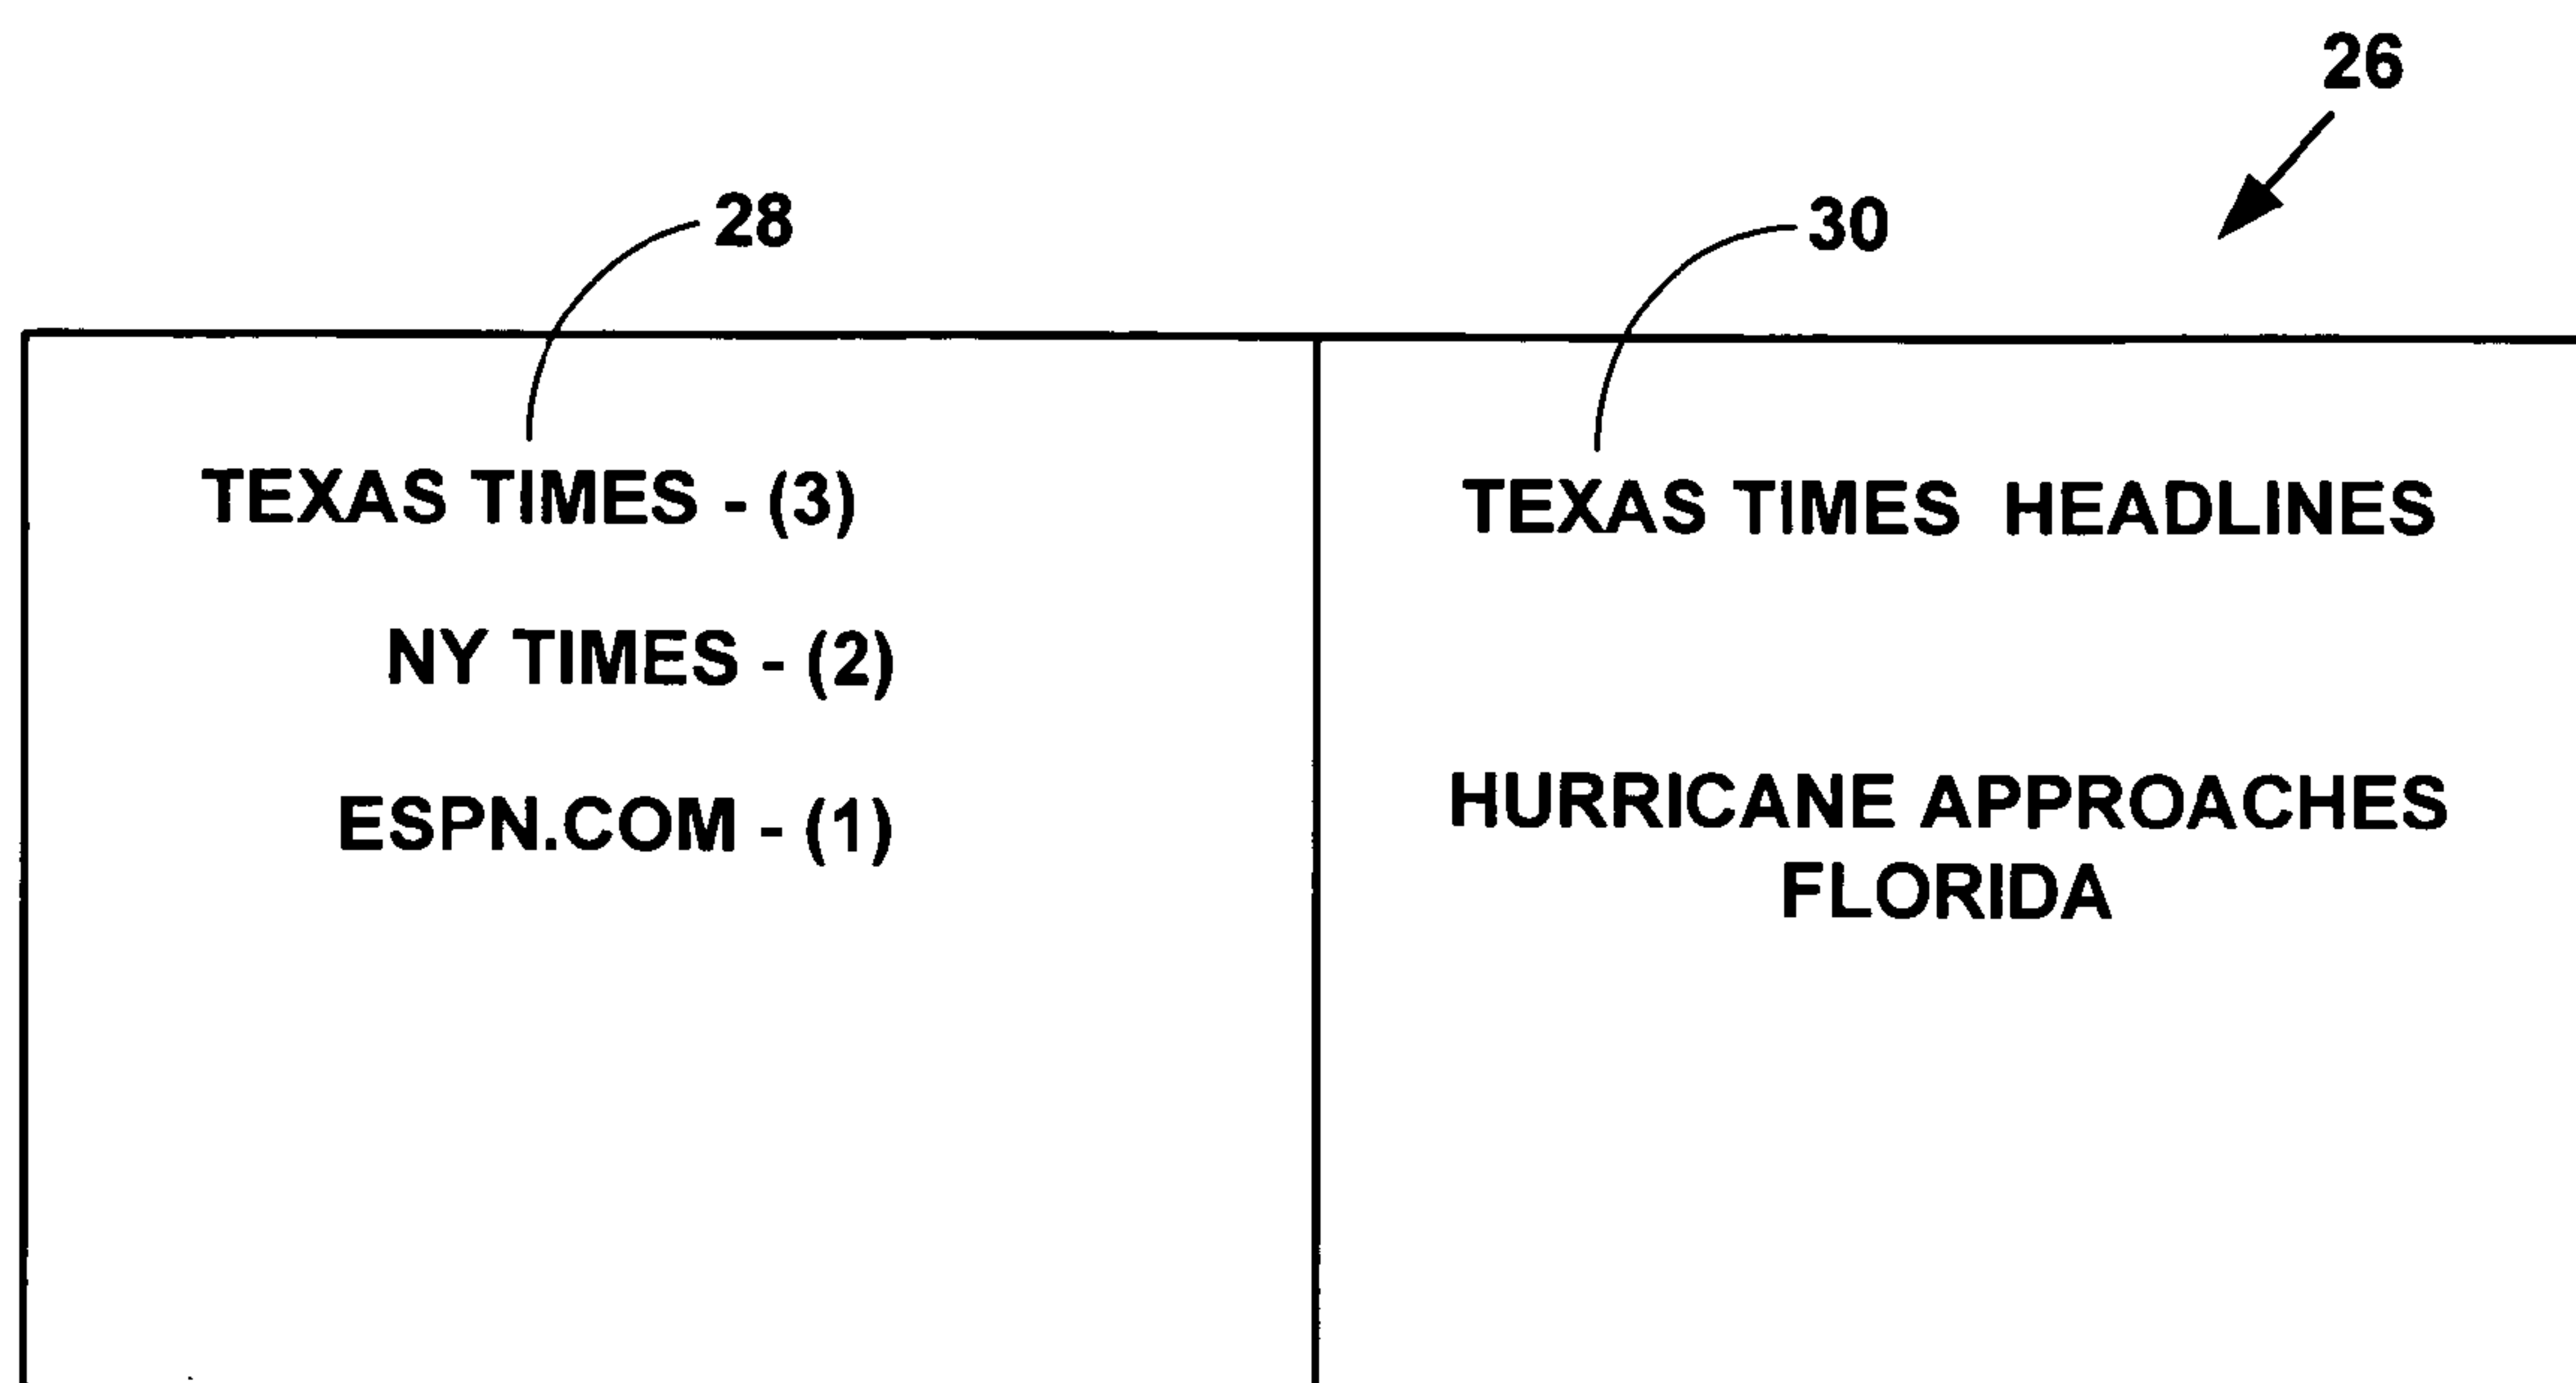 26
28
30
TEXAS TIMES - (3)
NY TIMES - (2)
ESPN.COM - (1)
TEXAS TIMES HEADLINES
HURRICANE APPROACHES
FLORIDA